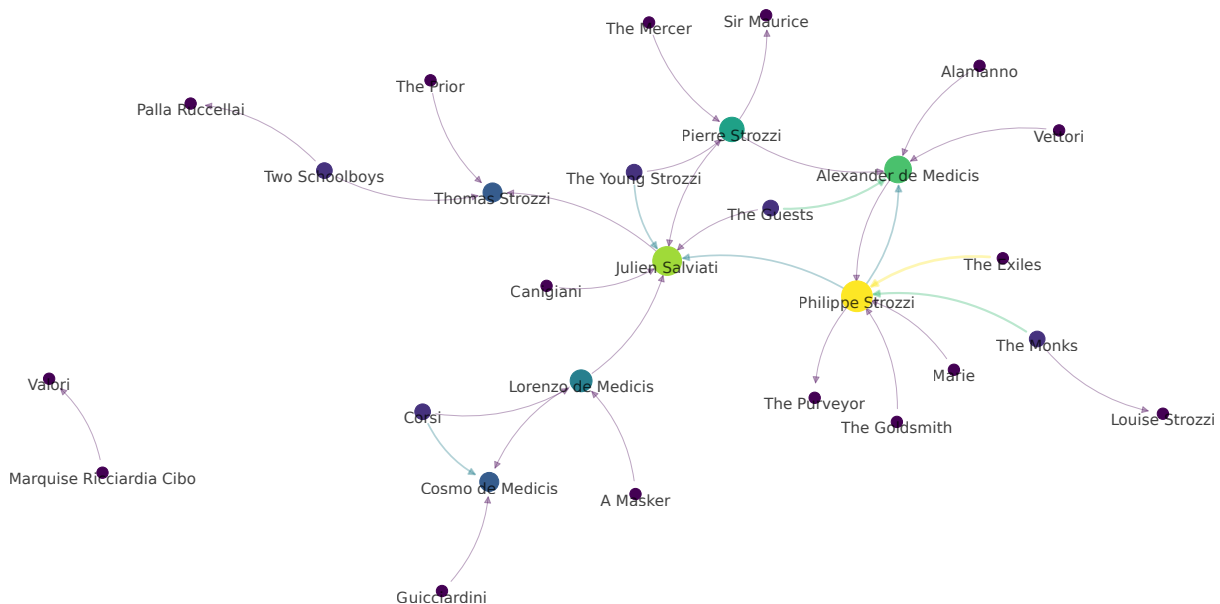 Sir Maurice
The Mercer
Alamanno
The Prior
Palla Ruccellai
Pierre Strozzi
Vettori
Two Schoolboys
The Young Strozzi
Alexander de Medicis
Thomas Strozzi
The Guests
Julien Salviati
The Exiles
Canigiani
Philippe Strozzi
The Monks
Valori
Lorenzo de Medicis
Marie
The Purveyor
Corsi
Louise Strozzi
The Goldsmith
Marquise Ricciardia Cibo
Cosmo de Medicis
A Masker
Guicciardini